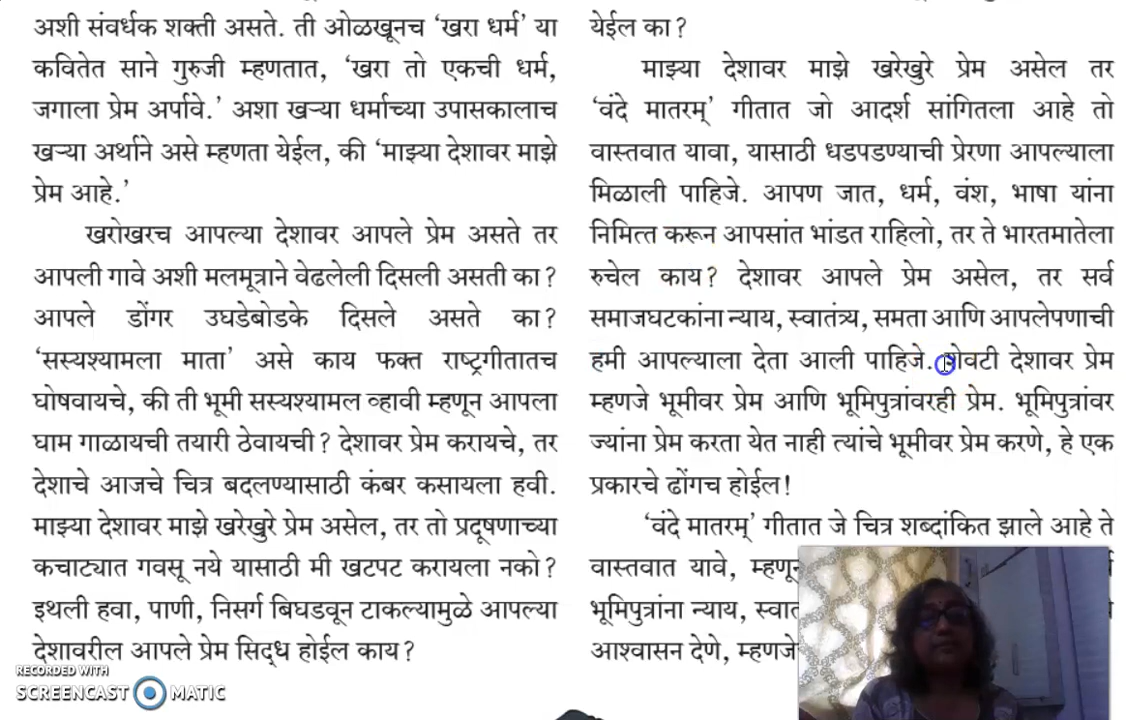 अशी संवर्धक शक्ती असते. ती ओळखूनच ‘खरा धर्म’ या
कवितेत साने गुरुजी म्हणतात, ‘खरा तो एकची धर्म,
जगाला प्रेम अर्पावे.’ अशा खऱ्या धर्माच्या उपासकालाच
खऱ्या अर्थाने असे म्हणता येईल, की ‘माझ्या देशावर माझे
प्रेम आहे.’
खरोखरच आपल्या देशावर आपले प्रेम असते तर
आपली गावे अशी मलमूत्राने वेढलेली दिसली असती का?
आपले डोंगर उघडेबोडके दिसले असते का?
‘सस्यश्यामला माता’ असे काय फक्त राष्ट्रगीतातच
घोषवायचे, की ती भूमी सस्यश्यामल व्हावी म्हणून आपला
घाम गाळायची तयारी ठेवायची? देशावर प्रेम करायचे, तर
देशाचे आजचे चित्र बदलण्यासाठी कंबर कसायला हवी.
माझ्या देशावर माझे खरेखुरे प्रेम असेल, तर तो प्रदूषणाच्या
कचाट्यात गवसू नये यासाठी मी खटपट करायला नको?
इथली हवा, पाणी, निसर्ग बिघडवून टाकल्यामुळे आपल्या
देशावरील आपले प्रेम सिद्ध होईल काय?
येईल का?
माझ्या देशावर माझे खरेखुरे प्रेम असेल तर
‘वंदे मातरम्’ गीतात जो आदर्श सांगितला आहे तो
वास्तवात यावा, यासाठी धडपडण्याची प्रेरणा आपल्याला
मिळाली पाहिजे. आपण जात, धर्म, वंश, भाषा यांना
निमित्त करून आपसांत भांडत राहिलो, तर ते भारतमातेला
रुचेल काय? देशावर आपले प्रेम असेल, तर सर्व
समाजघटकांना न्याय, स्वातंत्र्य, समता आणि आपलेपणाची
हमी आपल्याला देता आली पाहिजे. शेवटी देशावर प्रेम
म्हणजे भूमीवर प्रेम आणि भूमिपुत्रांवरही प्रेम. भूमिपुत्रांवर
ज्यांना प्रेम करता येत नाही त्यांचे भूमीवर प्रेम करणे, हे एक
प्रकारचे ढोंगच होईल!
‘वंदे मातरम्’ गीतात जे चित्र शब्दांकित झाले आहे ते
वास्तवात यावे,
भूमिपुत्रांना न्याय,
आश्वासन देणे, म्हणजे
RECORDED WITH
SCREENCAST MATIC